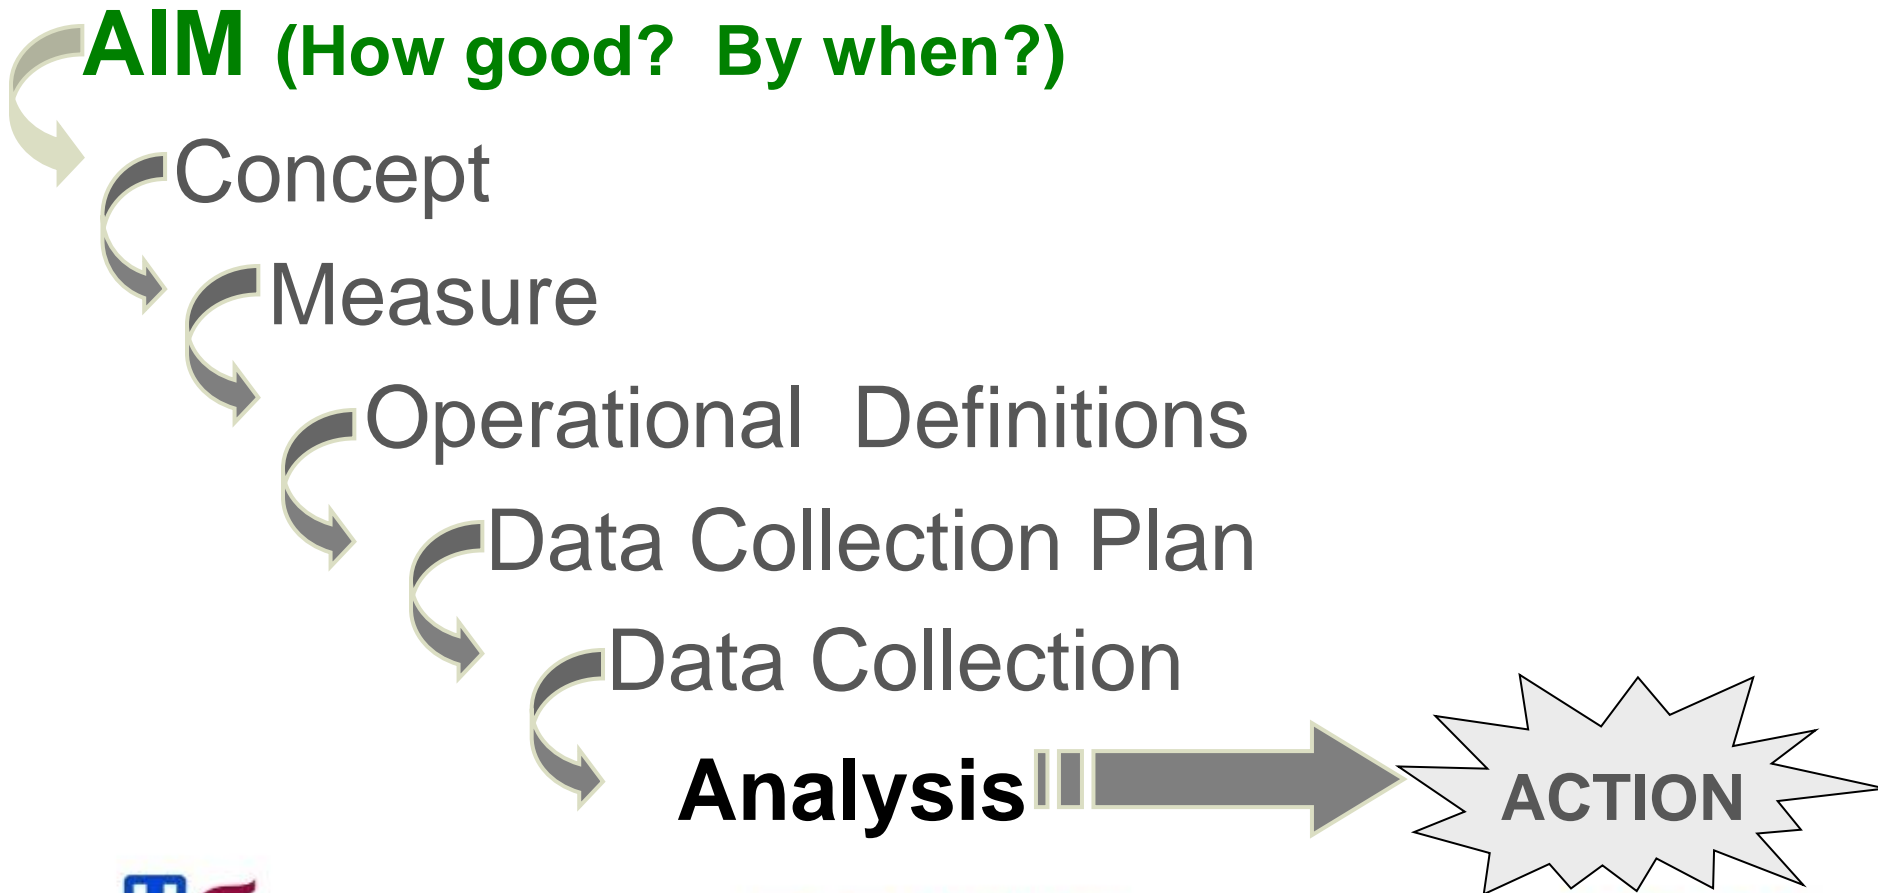 AIM (How good?  By when?)
Concept
Measure
Operational  Definitions
Data Collection Plan
Data Collection
Analysis
ACTION